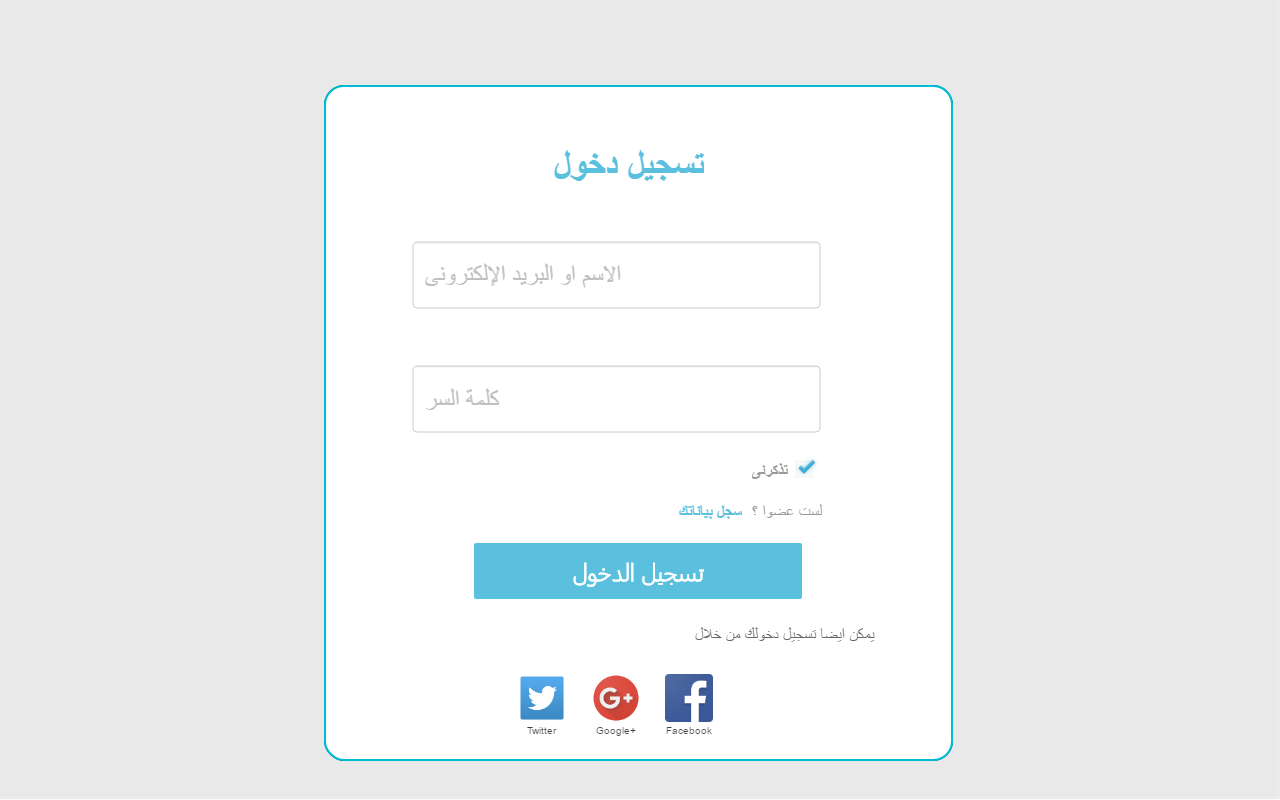 تسجيل دخول
الاسم او البريد الإلكترونى
كلمة السر
تذكرنى
لست عضوا ؟ سجل بياناتك
تسجيل الدخول
يمكن ايضا تسجيل دخولك من خلال
Twitter Google+ Facebook